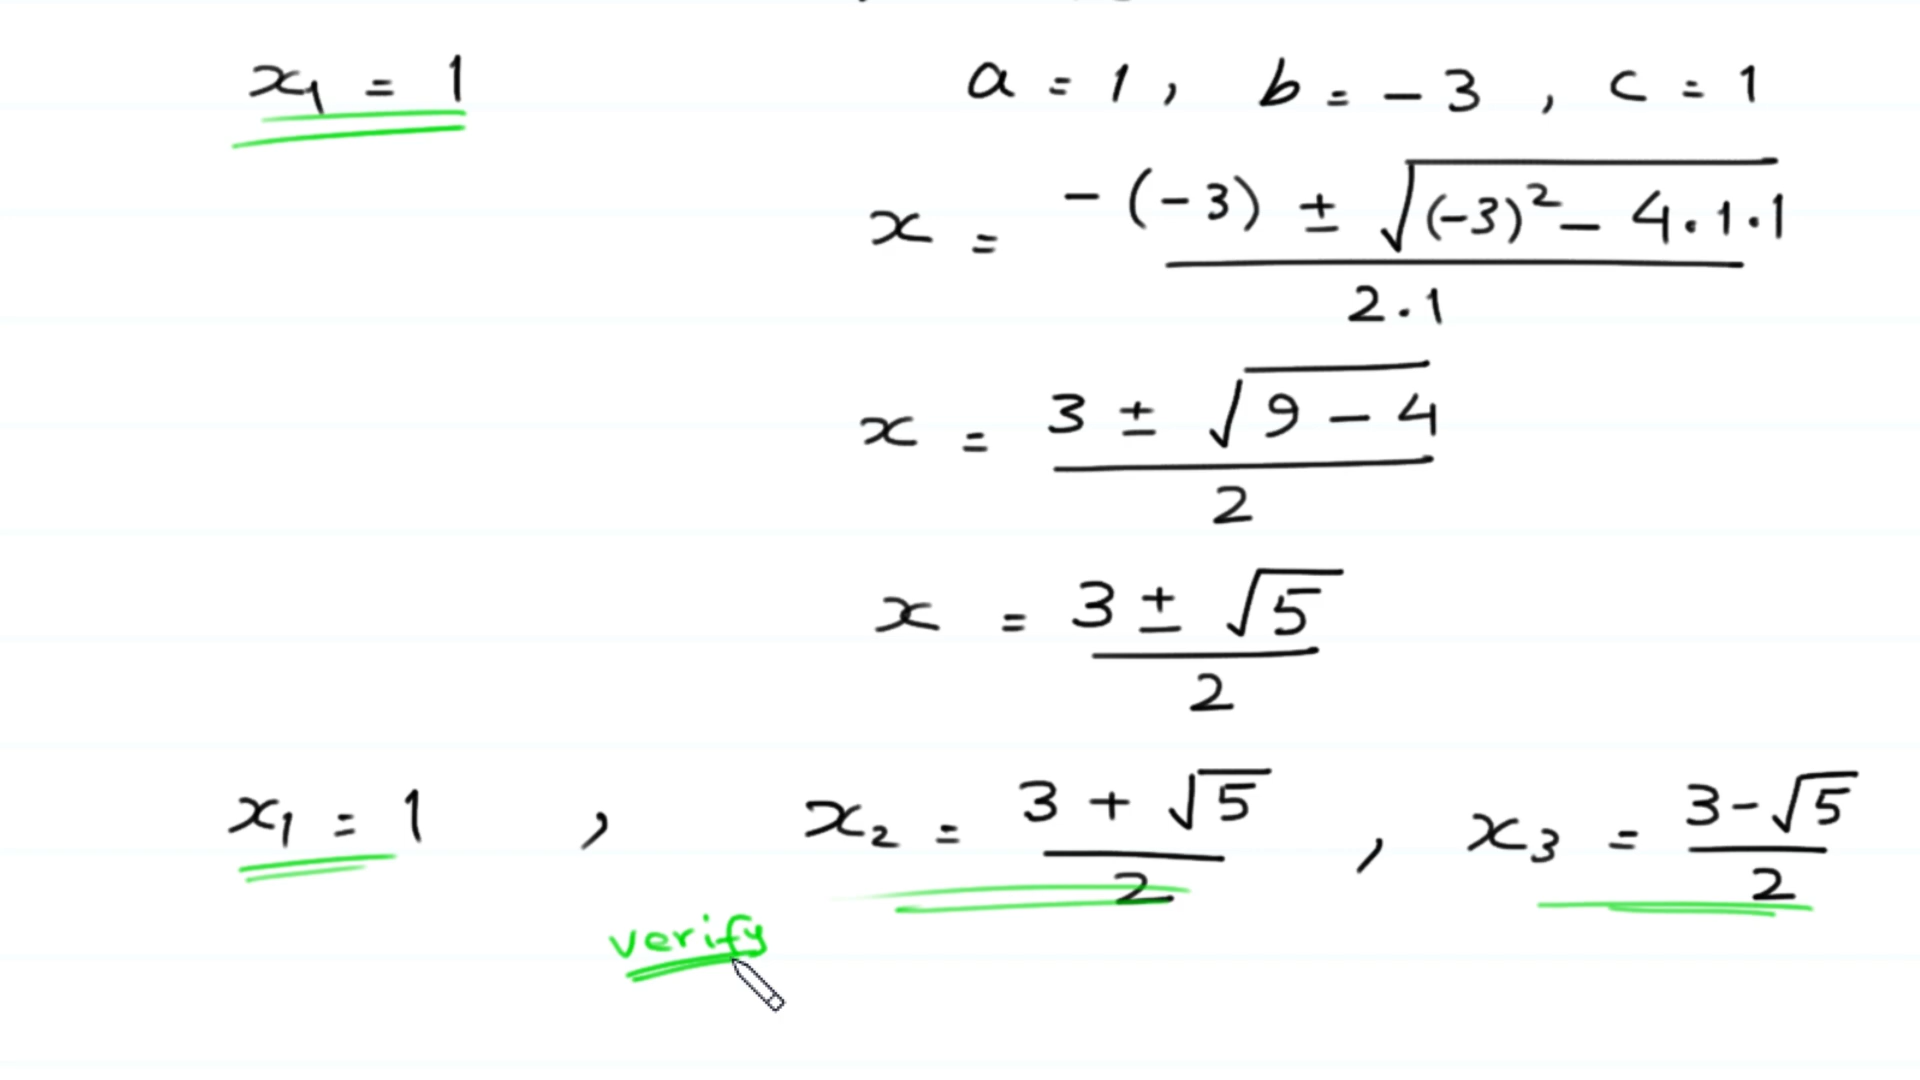 x₁ = 1
a = 1 , b = - 3 , c = 1
x = - (-3) ± √((-3)² - 4.1.1) / 2.1
x = 3 ± √(9 - 4) / 2
x = 3 ± √5 / 2
x₁ = 1 , x₂ = 3 + √5 / 2 , x₃ = 3 - √5 / 2
verify